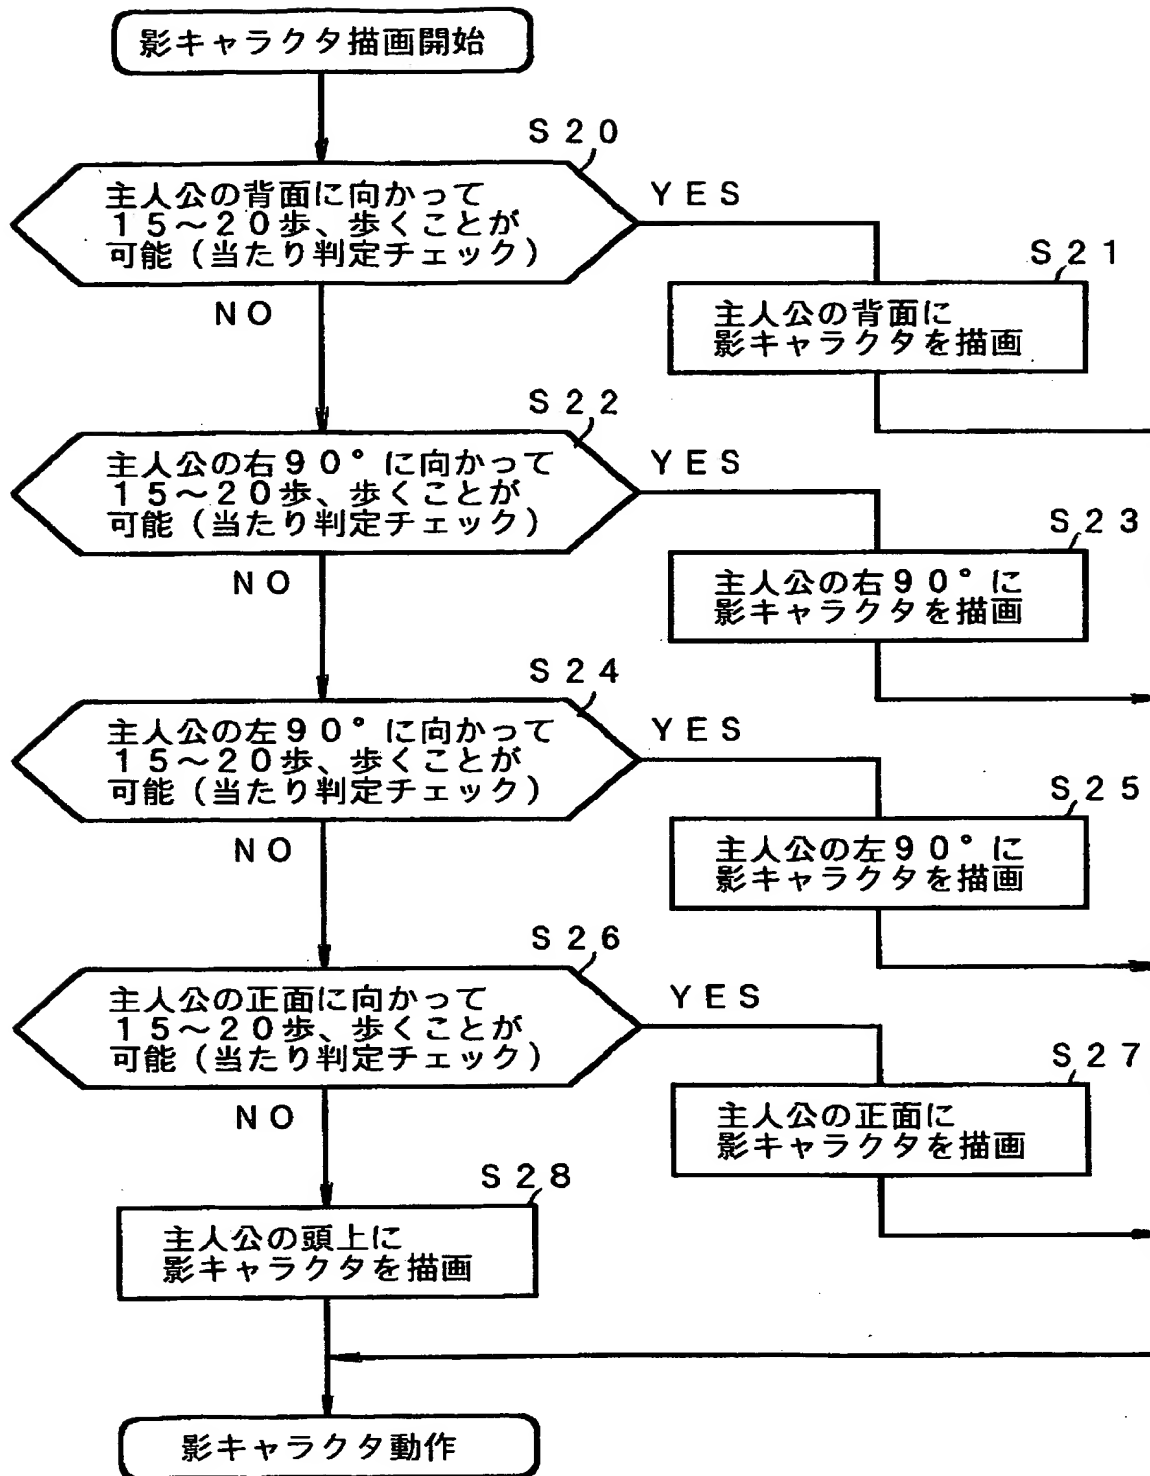 影キャラクタ描画開始
S20
主人公の背面に向かって
15～20歩、歩くことが
可能（当たり判定チェック）
YES
NO
S21
主人公の背面に
影キャラクタを描画
S22
主人公の右90°に向かって
15～20歩、歩くことが
可能（当たり判定チェック）
YES
NO
S23
主人公の右90°に
影キャラクタを描画
S24
主人公の左90°に向かって
15～20歩、歩くことが
可能（当たり判定チェック）
YES
NO
S25
主人公の左90°に
影キャラクタを描画
S26
主人公の正面に向かって
15～20歩、歩くことが
可能（当たり判定チェック）
YES
NO
S27
主人公の正面に
影キャラクタを描画
S28
主人公の頭上に
影キャラクタを描画
影キャラクタ動作